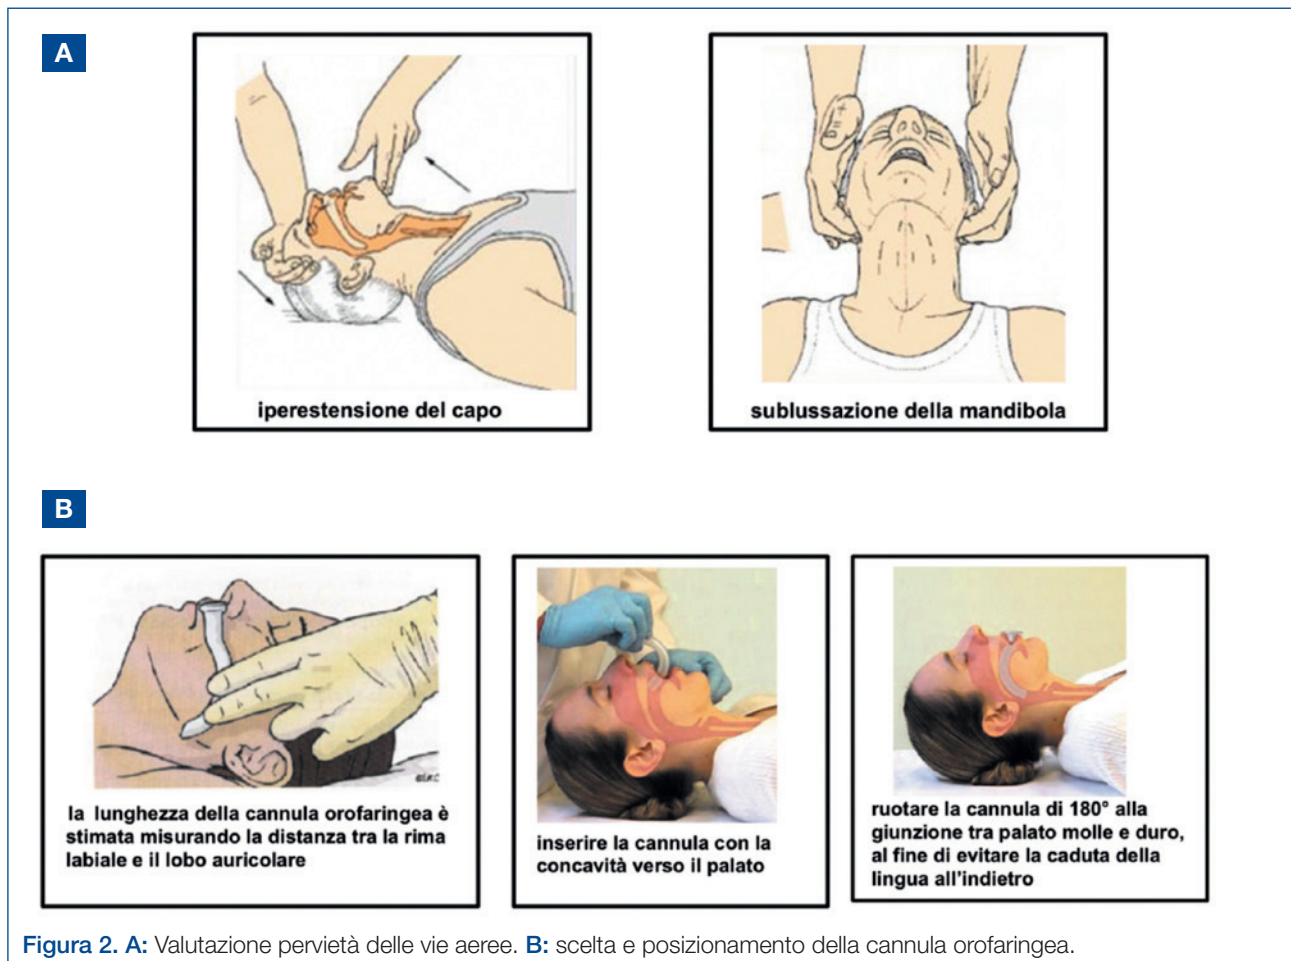 A
iperestensione del capo
sublussazione della mandibola
B
la lunghezza della cannula orofaringea è
stimata misurando la distanza tra la rima
labiale e il lobo auricolare
inserire la cannula con la
concavità verso il palato
ruotare la cannula di 180° alla
giunzione tra palato molle e duro,
al fine di evitare la caduta della
lingua all'indietro
Figura 2. A: Valutazione pervietà delle vie aeree. B: scelta e posizionamento della cannula orofaringea.